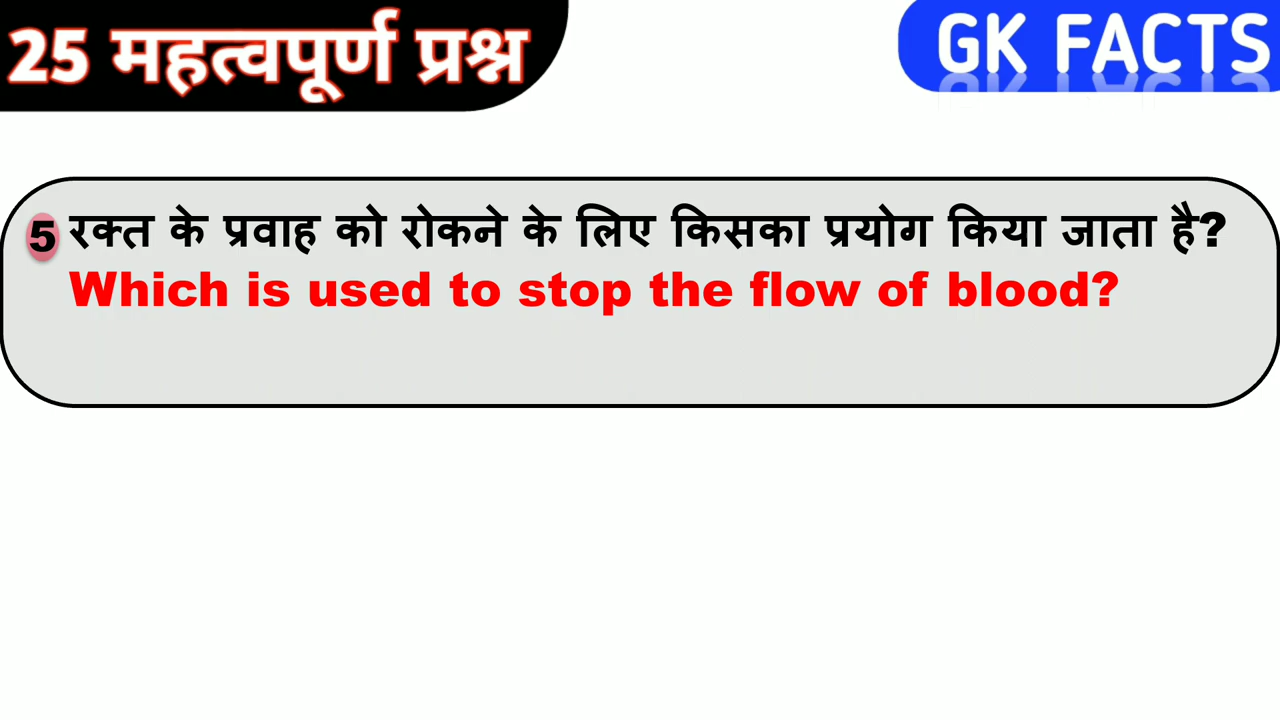 25 महत्वपूर्ण प्रश्न
GK FACTS
5 रक्त के प्रवाह को रोकने के लिए किसका प्रयोग किया जाता है?
Which is used to stop the flow of blood?